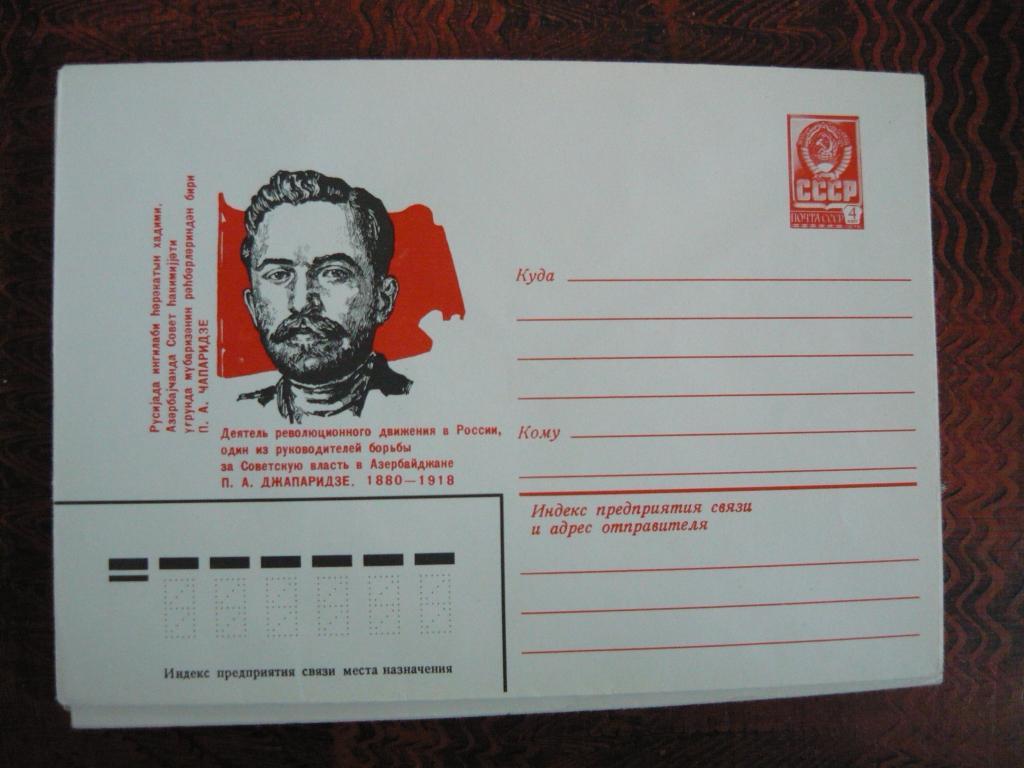 СССР
ПОЧТА СССР 4
Русијада ингилаби һәрәкатын хадими,
Азәрбајҹанда Совет һакимијјәти
уғрунда мүбаризәнин рәһбәрләриндән бири
П. А. ЧАПАРИДЗЕ
Деятель революционного движения в России,
один из руководителей борьбы
за Советскую власть в Азербайджане
П. А. ДЖАПАРИДЗЕ. 1880—1918
Куда
Кому
Индекс предприятия связи
и адрес отправителя
Индекс предприятия связи места назначения